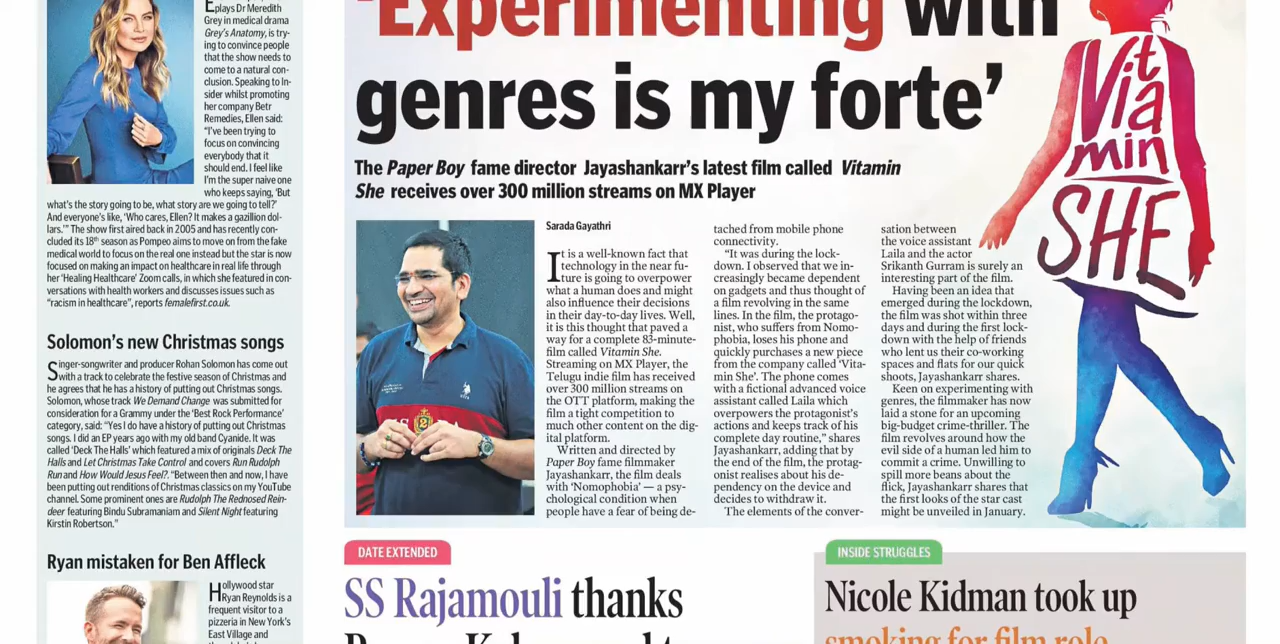 plays Dr Meredith
Grey in medical drama
Grey's Anatomy, is try-
ing to convince people
that the show needs to
come to a natural con-
clusion. Speaking to In-
sider whilst promoting
her company Betr
Remedies, Ellen said:
"I've been trying to
focus on convincing
everybody that it
should end. I feel like
I'm the super naive one
who keeps saying, 'But
what's the story going to be, what story are we going to tell?'
And everyone's like, 'Who cares, Ellen? It makes a gazillion dol-
lars.'" The show first aired back in 2005 and has recently con-
cluded its 18th season as Pompeo aims to move on from the fake
medical world to focus on the real one instead but the star is now
focused on making an impact on healthcare in real life through
her 'Healing Healthcare' Zoom calls, in which she featured in con-
versations with health workers and discusses issues such as
"racism in healthcare", reports femalefirst.co.uk.
Solomon's new Christmas songs
Singer-songwriter and producer Rohan Solomon has come out
with a track to celebrate the festive season of Christmas and
he agrees that he has a history of putting out Christmas songs.
Solomon, whose track We Demand Change was submitted for
consideration for a Grammy under the 'Best Rock Performance'
category, said: "Yes I do have a history of putting out Christmas
songs. I did an EP years ago with my old band Cyanide. It was
called 'Deck The Halls' which featured a mix of originals Deck The
Halls and Let Christmas Take Control and covers Run Rudolph
Run and How Would Jesus Feel?. "Between then and now, I have
been putting out renditions of Christmas classics on my YouTube
channel. Some prominent ones are Rudolph The Rednosed Rein-
deer featuring Bindu Subramaniam and Silent Night featuring
Kirstin Robertson."
Ryan mistaken for Ben Affleck
Hollywood star
Ryan Reynolds is a
frequent visitor to a
pizzeria in New York's
East Village and
'Experimenting with
genres is my forte'
The Paper Boy fame director Jayashankarr's latest film called Vitamin
She receives over 300 million streams on MX Player
Sarada Gayathri
It is a well-known fact that
technology in the near fu-
ture is going to overpower
what a human does and might
also influence their decisions
in their day-to-day lives. Well,
it is this thought that paved a
way for a complete 83-minute-
film called Vitamin She.
Streaming on MX Player, the
Telugu indie film has received
over 300 million streams on
the OTT platform, making the
film a tight competition to
much other content on the dig-
ital platform.
Written and directed by
Paper Boy fame filmmaker
Jayashankarr, the film deals
with 'Nomophobia' — a psy-
chological condition when
people have a fear of being de-
tached from mobile phone
connectivity.
"It was during the lock-
down. I observed that we in-
creasingly became dependent
on gadgets and thus thought of
a film revolving in the same
lines. In the film, the protago-
nist, who suffers from Nomo-
phobia, loses his phone and
quickly purchases a new piece
from the company called 'Vita-
min She'. The phone comes
with a fictional advanced voice
assistant called Laila which
overpowers the protagonist's
actions and keeps track of his
complete day routine," shares
Jayashankarr, adding that by
the end of the film, the protag-
onist realises about his de-
pendency on the device and
decides to withdraw it.
The elements of the conver-
sation between
the voice assistant
Laila and the actor
Srikanth Gurram is surely an
interesting part of the film.
Having been an idea that
emerged during the lockdown,
the film was shot within three
days and during the first lock-
down with the help of friends
who lent us their co-working
spaces and flats for our quick
shoots, Jayashankarr shares.
Keen on experimenting with
genres, the filmmaker has now
laid a stone for an upcoming
big-budget crime-thriller. The
film revolves around how the
evil side of a human led him to
commit a crime. Unwilling to
spill more beans about the
flick, Jayashankarr shares that
the first looks of the star cast
might be unveiled in January.
Vit
via
min
SHE
DATE EXTENDED
SS Rajamouli thanks
INSIDE STRUGGLES
Nicole Kidman took up
smoking for film role